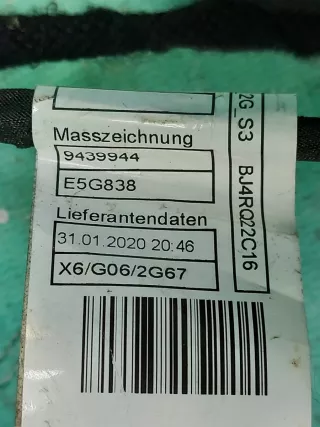 Masszeichnung
9439944
E5G838
Lieferantendaten
31.01.2020 20:46
X6/G06/2G67
2G_S3 BJ4RQ22C16